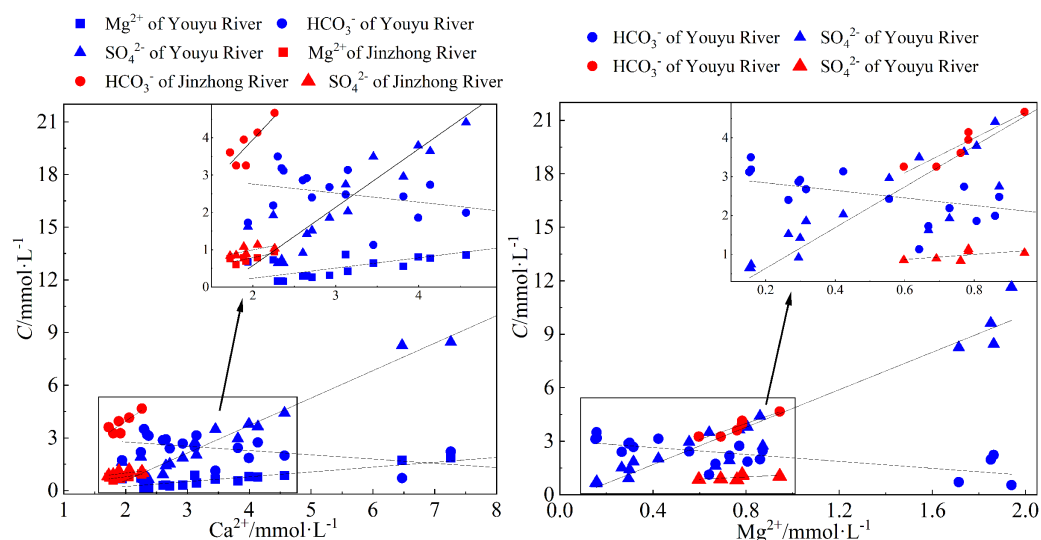 Mg²⁺ of Youyu River HCO₃⁻ of Youyu River
SO₄²⁻ of Youyu River Mg²⁺of Jinzhong River
HCO₃⁻ of Jinzhong River SO₄²⁻ of Jinzhong River
HCO₃⁻ of Youyu River SO₄²⁻ of Youyu River
HCO₃⁻ of Youyu River SO₄²⁻ of Youyu River
C/mmol·L⁻¹
21
18
15
12
9
6
3
0
1 2 3 4 5 6 7 8
Ca²⁺/mmol·L⁻¹
4
3
2
1
0
2 3 4
C/mmol·L⁻¹
21
18
15
12
9
6
3
0
0.0 0.4 0.8 1.2 1.6 2.0
Mg²⁺/mmol·L⁻¹
4
3
2
1
0.2 0.4 0.6 0.8